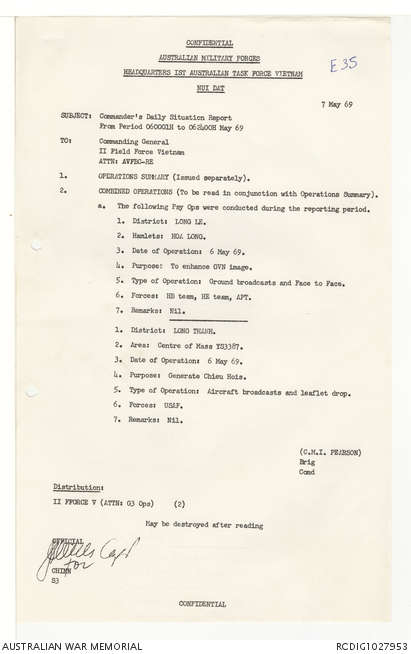 CONFIDENTIAL
AUSTRALIAN MILITARY FORCES
HEADQUARTERS 1ST AUSTRALIAN TASK FORCE VIETNAM
NUI DAT
E35
7 May 69
SUBJECT: Commander's Daily Situation Report
From Period 060001H to 062400H May 69
TO: Commanding General
II Field Force Vietnam
ATTN: AVFBC-RE
1. OPERATIONS SUMMARY (Issued separately).
2. COMBINED OPERATIONS (To be read in conjunction with Operations Summary).
a. The following Psy Ops were conducted during the reporting period.
1. District: LONG LE.
2. Hamlets: HOA LONG.
3. Date of Operation: 6 May 69.
4. Purpose: To enhance GVN image.
5. Type of Operation: Ground broadcasts and Face to Face.
6. Forces: HB team, HE team, APT.
7. Remarks: Nil.
1. District: LONG THANH.
2. Area: Centre of Mass YS3387.
3. Date of Operation: 6 May 69.
4. Purpose: Generate Chieu Hois.
5. Type of Operation: Aircraft broadcasts and leaflet drop.
6. Forces: USAF.
7. Remarks: Nil.
(C.M.I. PEARSON)
Brig
Comd
Distribution:
II FFORCE V (ATTN: G3 Ops) (2)
May be destroyed after reading
OFFICIAL
Capt
for
CHINN
S3
CONFIDENTIAL
AUSTRALIAN WAR MEMORIAL
RCDIG1027953